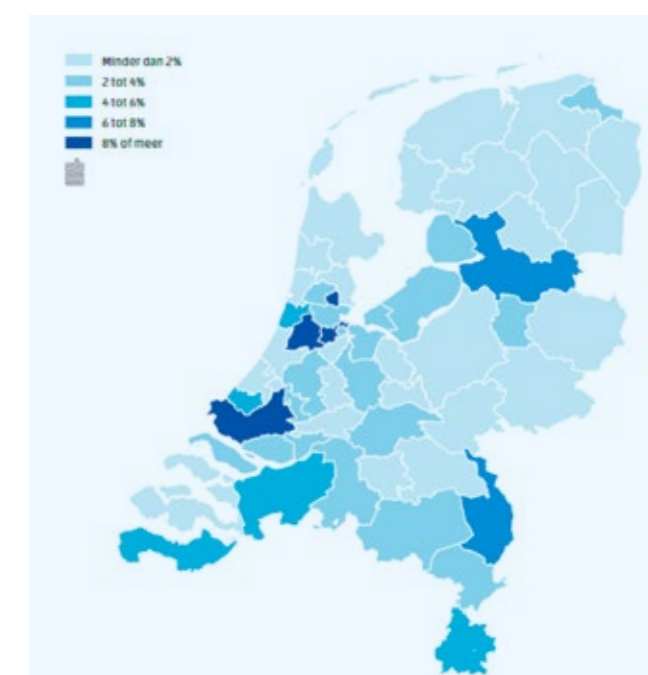 Minder dan 2%
2 tot 4%
4 tot 6%
6 tot 8%
8% of meer